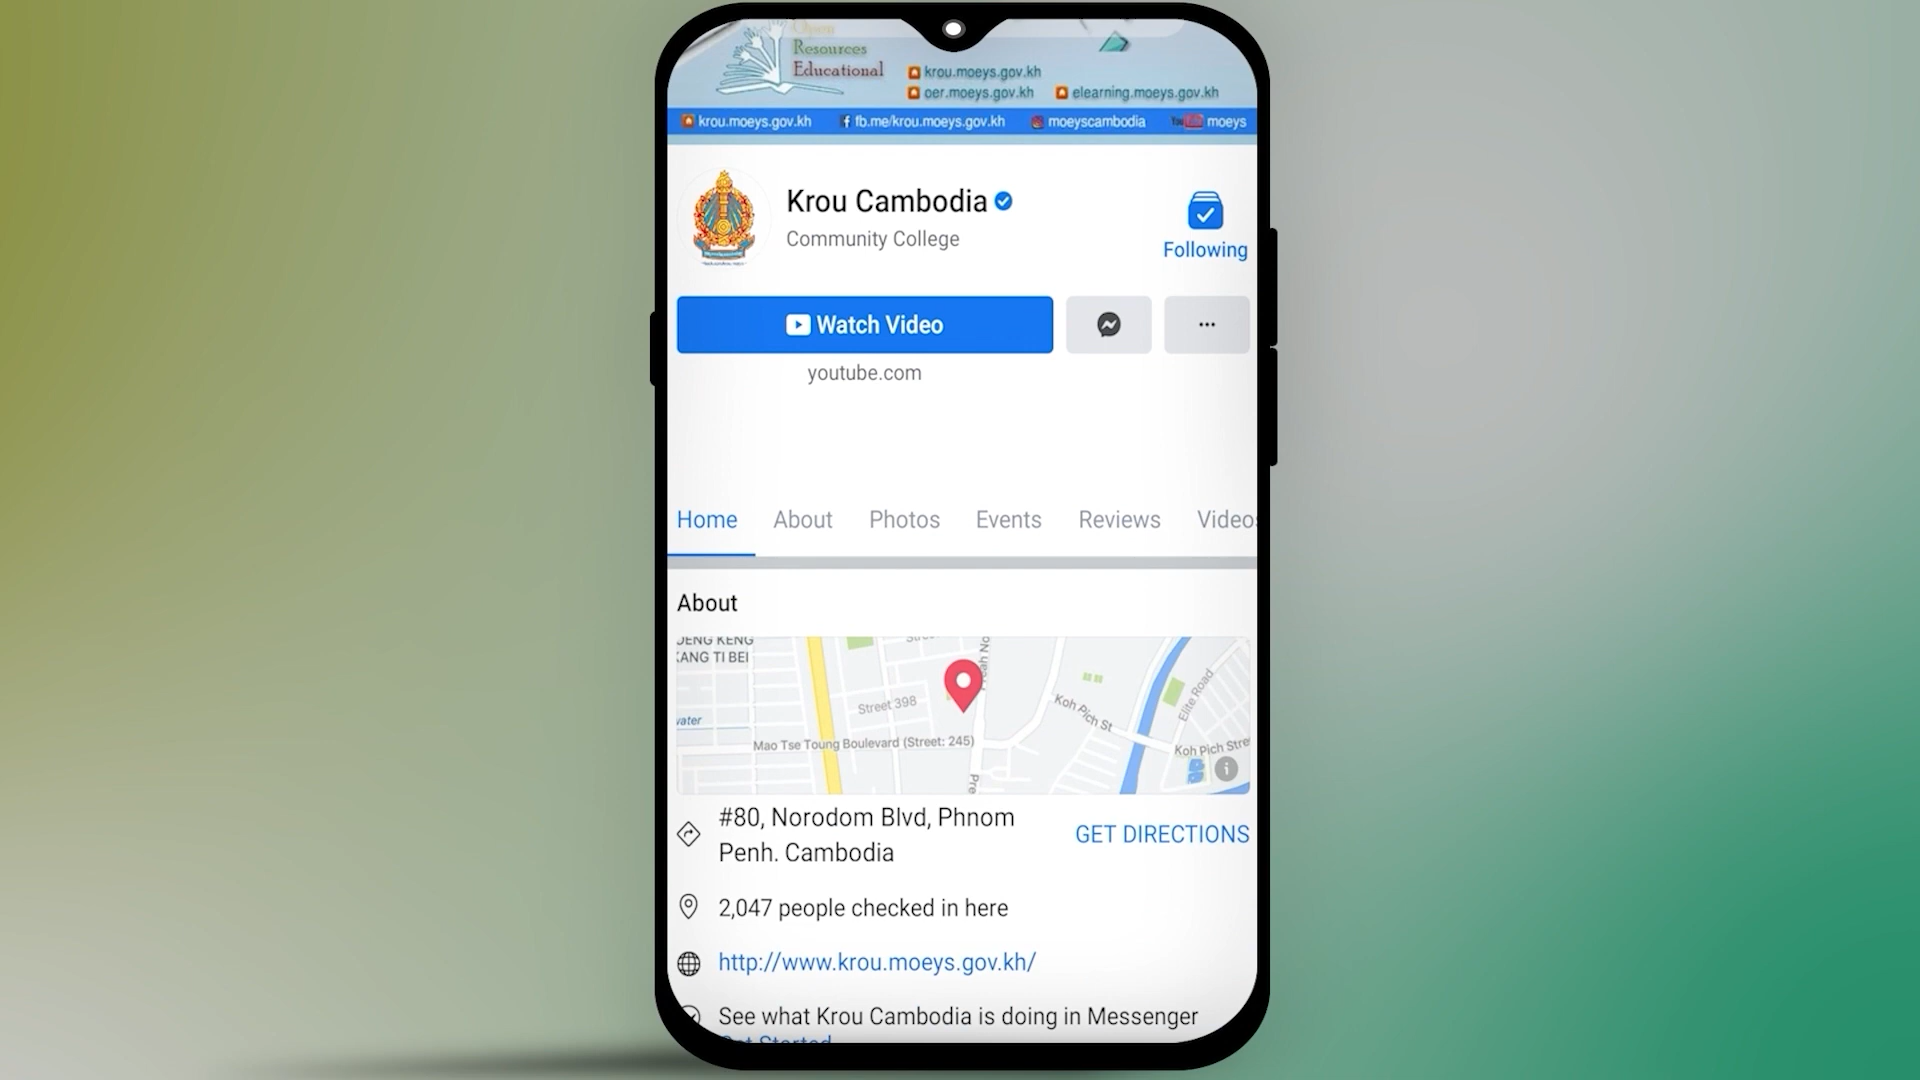 Open
Resources
Educational
krou.moeys.gov.kh
oer.moeys.gov.kh
elearning.moeys.gov.kh
krou.moeys.gov.kh
fb.me/krou.moeys.gov.kh
moeyscambodia
moeys
Krou Cambodia
Community College
Following
Watch Video
youtube.com
Home
About
Photos
Events
Reviews
Videos
About
Street 398
Koh Pich St
Elite Road
Mao Tse Toung Boulevard (Street: 245)
#80, Norodom Blvd, Phnom
Penh. Cambodia
GET DIRECTIONS
2,047 people checked in here
http://www.krou.moeys.gov.kh/
See what Krou Cambodia is doing in Messenger
Get Started